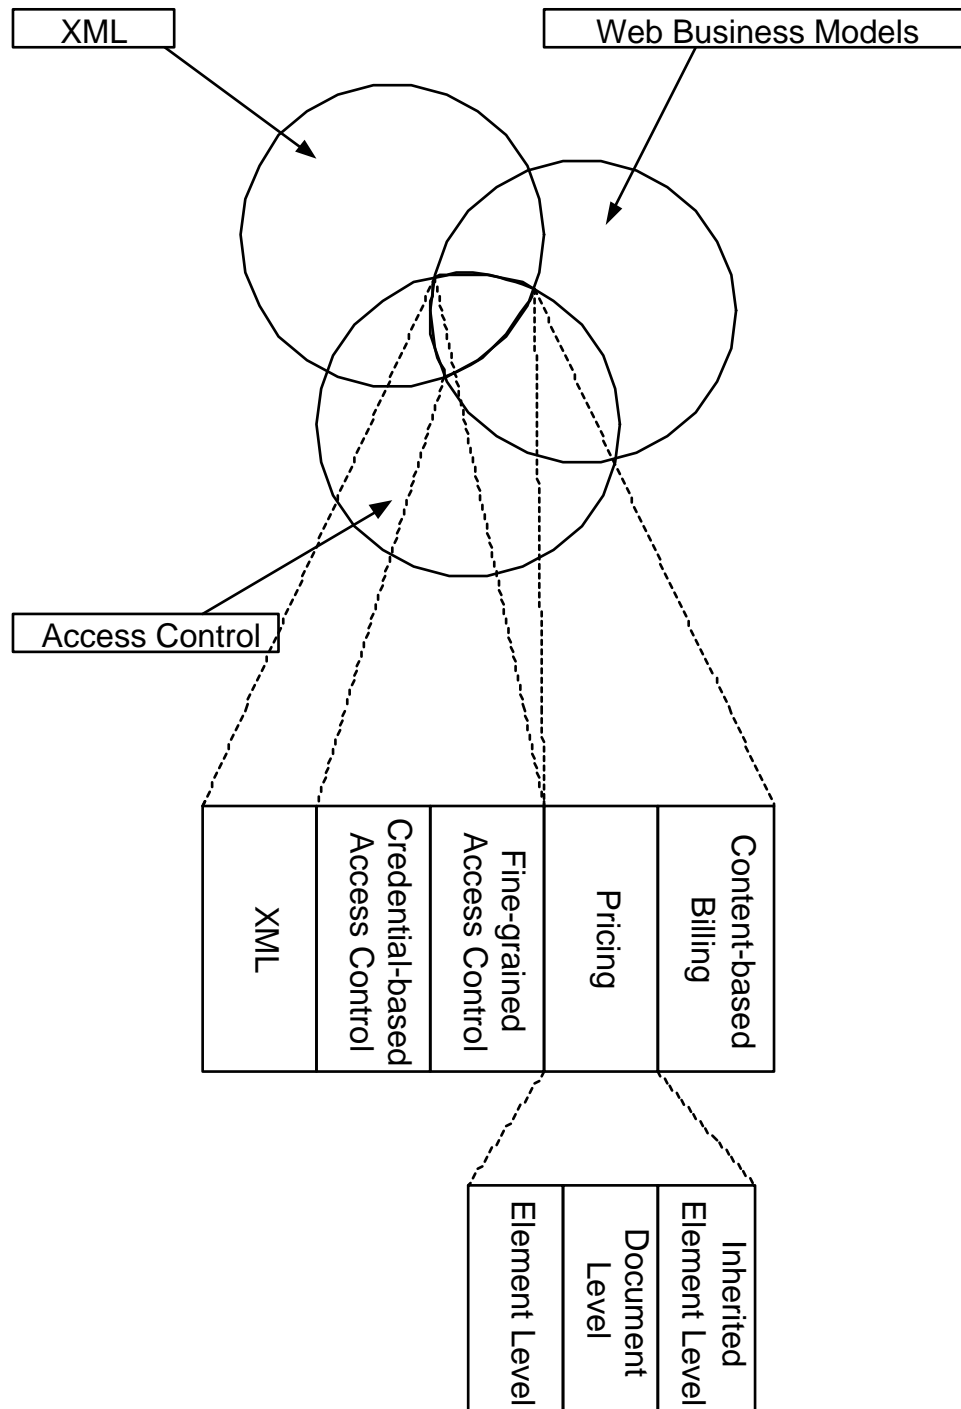 XML
Web Business Models
Access Control
XML
Credential-based
Access Control
Fine-grained
Access Control
Pricing
Content-based
Billing
Element Level
Document
Level
Inherited
Element Level